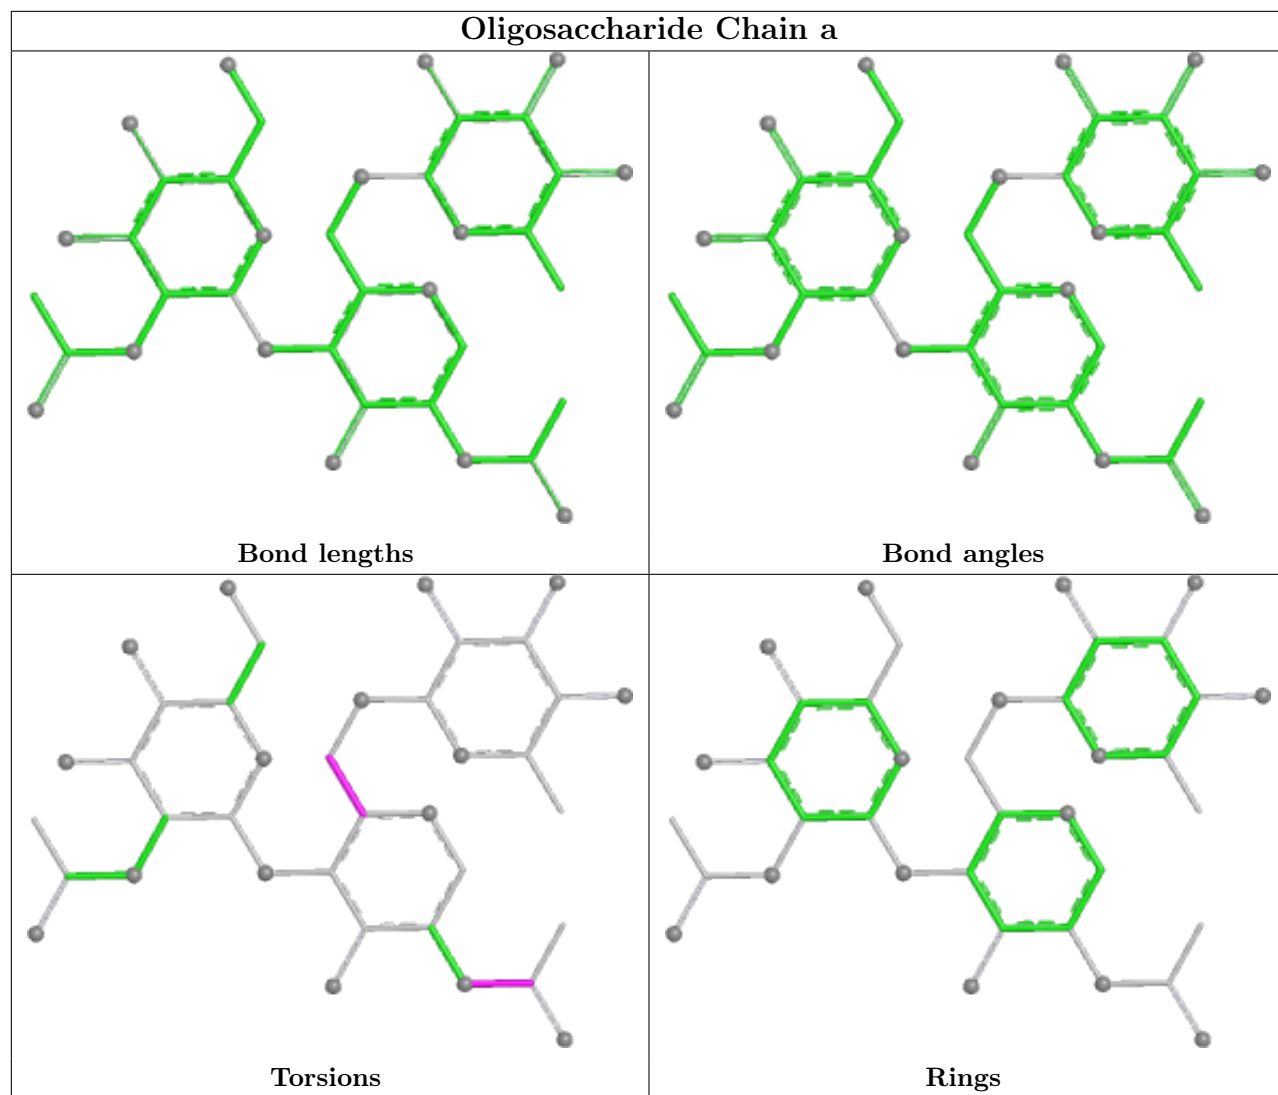 Oligosaccharide Chain a
Bond lengths
Bond angles
Torsions
Rings